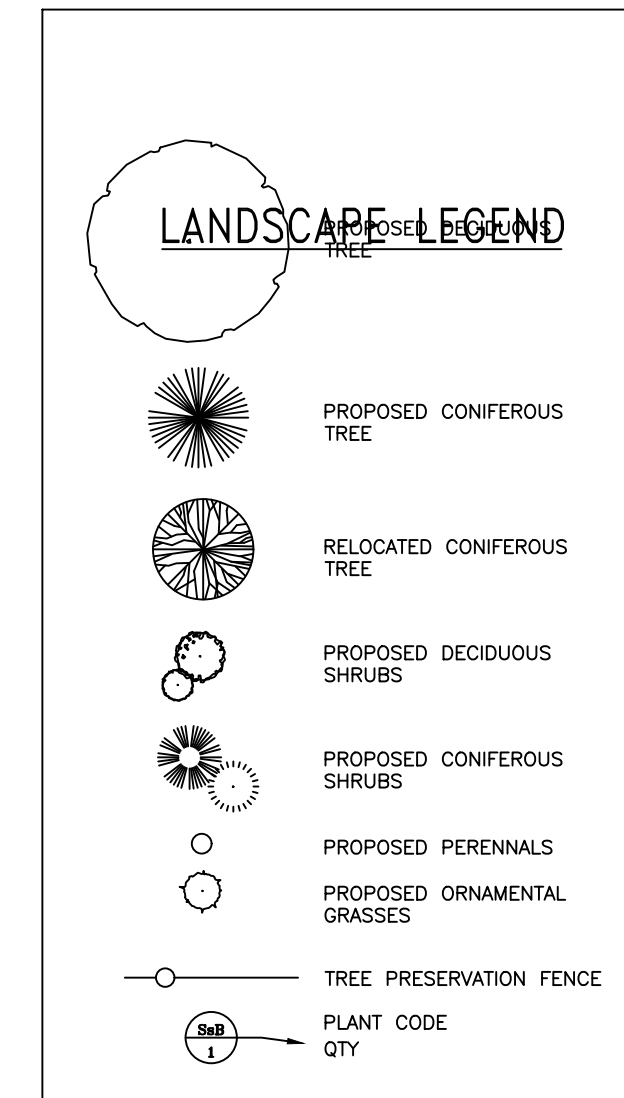 LANDSCAPE LEGEND
PROPOSED DECIDUOUS
TREE
PROPOSED CONIFEROUS
TREE
RELOCATED CONIFEROUS
TREE
PROPOSED DECIDUOUS
SHRUBS
PROPOSED CONIFEROUS
SHRUBS
PROPOSED PERENNALS
PROPOSED ORNAMENTAL
GRASSES
TREE PRESERVATION FENCE
SsB
1
PLANT CODE
QTY